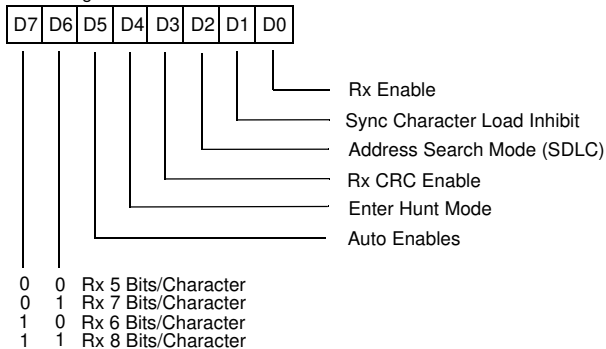 D7 D6 D5 D4 D3 D2 D1 D0
Rx Enable
Sync Character Load Inhibit
Address Search Mode (SDLC)
Rx CRC Enable
Enter Hunt Mode
Auto Enables
0 0 Rx 5 Bits/Character
0 1 Rx 7 Bits/Character
1 0 Rx 6 Bits/Character
1 1 Rx 8 Bits/Character